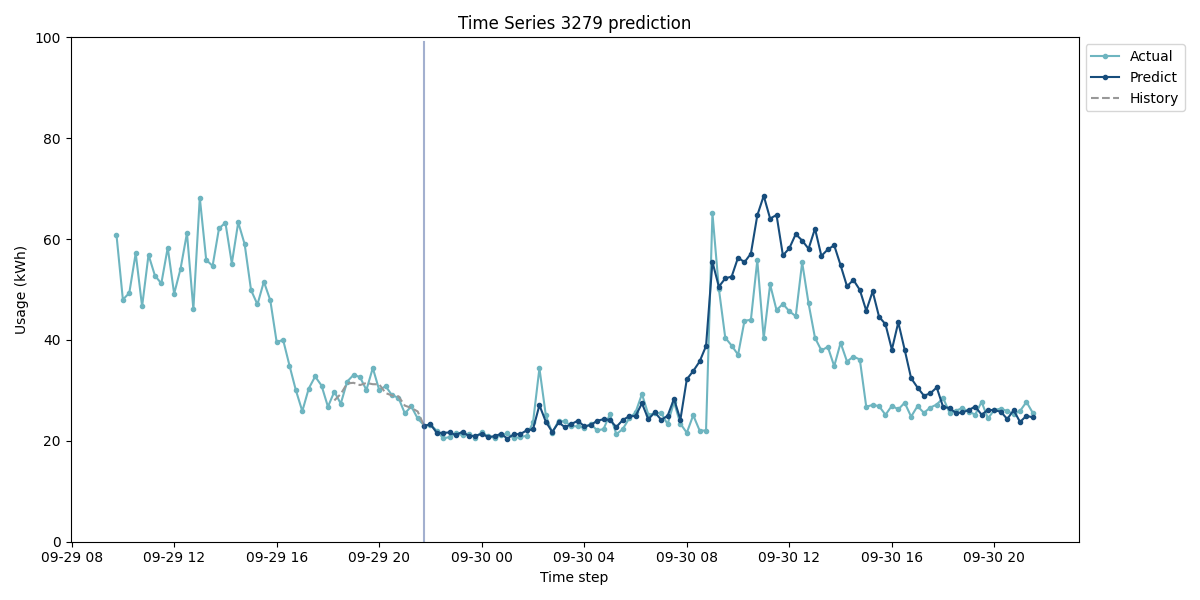 Time Series 3279 prediction
Actual
Predict
History
Usage (kWh)
100
80
60
40
20
0
09-29 08 09-29 12 09-29 16 09-29 20 09-30 00 09-30 04 09-30 08 09-30 12 09-30 16 09-30 20
Time step